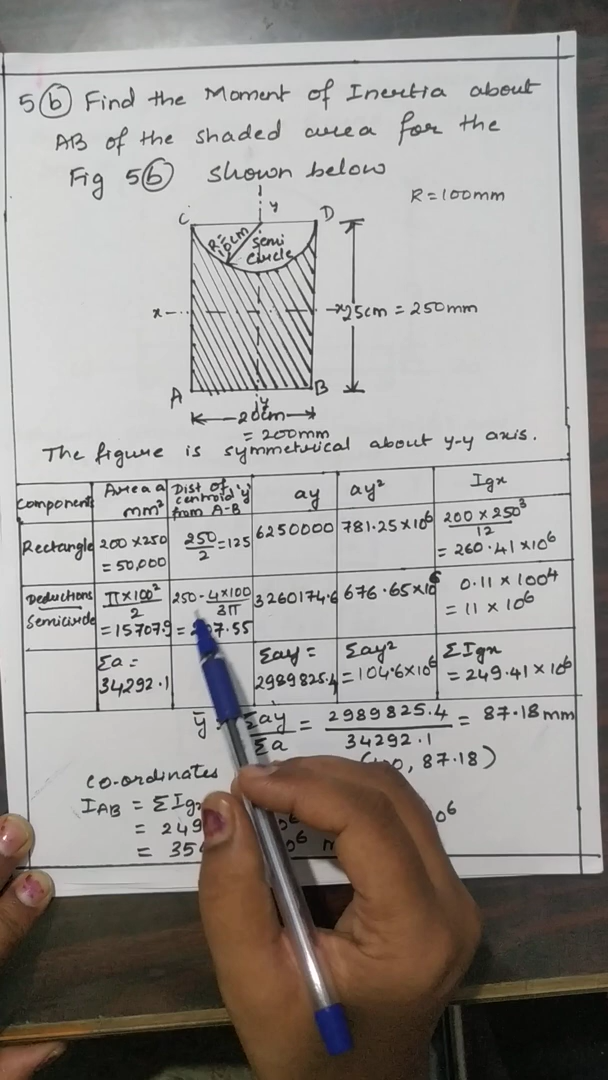 5 (b) Find the Moment of Inertia about
AB of the shaded area for the
Fig 5(b) shown below
R = 100mm
C y D
R= 10cm semi circle
x x 25cm = 250mm
A y B
20cm
= 200mm
The figure is symmetrical about y-y axis.
Components | Area a mm² | Dist of centroid 'y' from A-B | ay | ay² | Igx
Rectangle | 200 x 250 = 50,000 | 250/2 = 125 | 6250000 | 781.25 x 10⁶ | 200 x 250³/12 = 260.41 x 10⁶
Deductions Semicircle | π x 100²/2 = 15707.9 | 250 - 4 x 100/3π | 3260174.6 | 676.65 x 10⁶ | 0.11 x 100⁴ = 11 x 10⁶
Σa = 34292.1 | Σay = 2989825.4 | Σay² = 104.6 x 10⁶ | ΣIgx = 249.41 x 10⁶
Σay/Σa = 2989825.4/34292.1 = 87.18 mm
co-ordinates , 87.18)
I_AB =